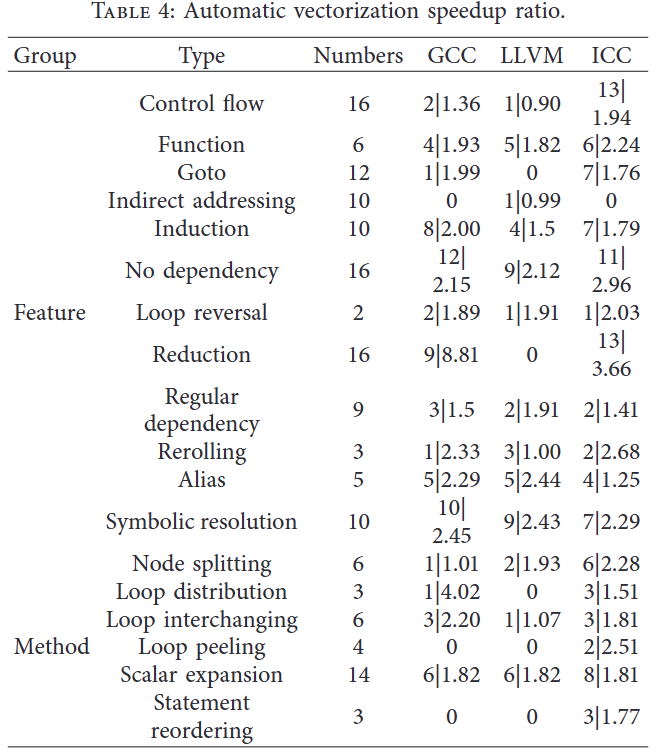 TABLE 4: Automatic vectorization speedup ratio.
Group Type Numbers GCC LLVM ICC
Control flow 16 2|1.36 1|0.90 13|
1.94
Function 6 4|1.93 5|1.82 6|2.24
Goto 12 1|1.99 0 7|1.76
Indirect addressing 10 0 1|0.99 0
Induction 10 8|2.00 4|1.5 7|1.79
No dependency 16 12| 9|2.12 11|
2.15 2.96
Feature Loop reversal 2 2|1.89 1|1.91 1|2.03
Reduction 16 9|8.81 0 13|
3.66
Regular
dependency 9 3|1.5 2|1.91 2|1.41
Rerolling 3 1|2.33 3|1.00 2|2.68
Alias 5 5|2.29 5|2.44 4|1.25
Symbolic resolution 10 10| 9|2.43 7|2.29
2.45
Node splitting 6 1|1.01 2|1.93 6|2.28
Loop distribution 3 1|4.02 0 3|1.51
Loop interchanging 6 3|2.20 1|1.07 3|1.81
Method Loop peeling 4 0 0 2|2.51
Scalar expansion 14 6|1.82 6|1.82 8|1.81
Statement
reordering 3 0 0 3|1.77